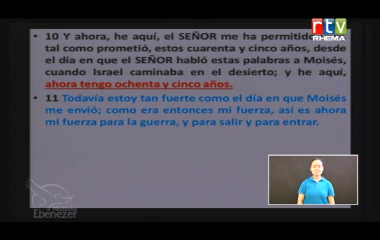 rtv
RHEMA
10 Y ahora, he aquí, el SEÑOR me ha permitido
tal como prometió, estos cuarenta y cinco años, desde
el día en que el SEÑOR habló estas palabras a Moisés,
cuando Israel caminaba en el desierto; y he aquí,
ahora tengo ochenta y cinco años.
11 Todavía estoy tan fuerte como el día en que Moisés
me envió; como era entonces mi fuerza, así es ahora
mi fuerza para la guerra, y para salir y para entrar.
Ebenezer